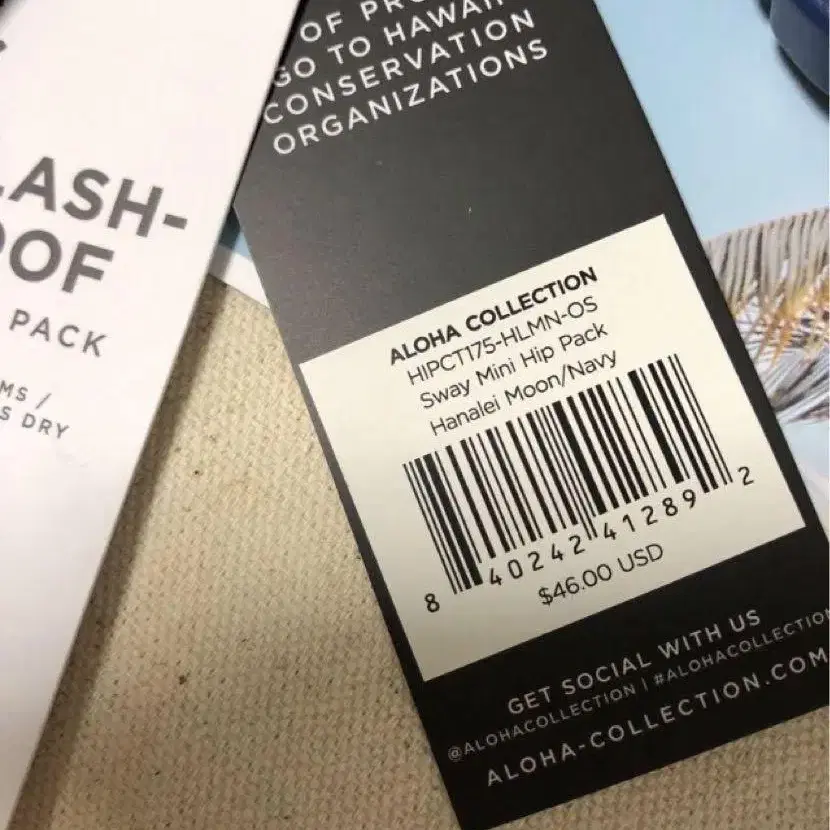 LASH-
OOF
PACK
MS /
S DRY
OF PRO
GO TO HAWAII
CONSERVATION
ORGANIZATIONS
ALOHA COLLECTION
HIPCT175-HLMN-OS
Sway Mini Hip Pack
Hanalei Moon/Navy
8 40242 41289 2
$46.00 USD
GET SOCIAL WITH US
@ALOHACOLLECTION | #ALOHACOLLECTION
ALOHA-COLLECTION.COM